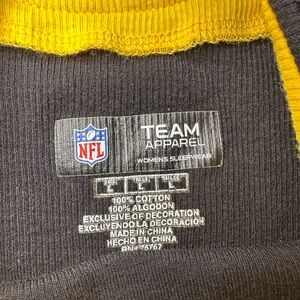 NFL
TEAM
APPAREL
WOMENS SLEEPWEAR
L L L
100% COTTON
100% ALGODON
EXCLUSIVE OF DECORATION
EXCLUYENDO LA DECORACION
MADE IN CHINA
HECHO EN CHINA